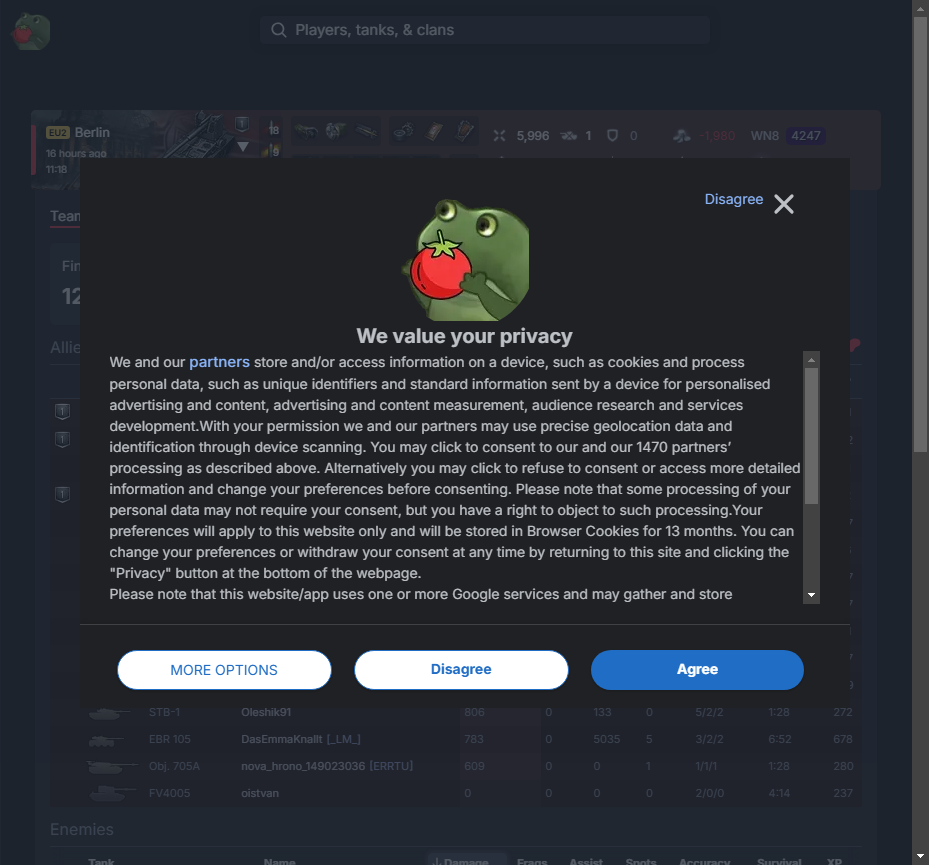 Players, tanks, & clans
EU2 Berlin
16 hours ago
11:18
18
9
5,996 1 0 -1,980 WN8 4247
Disagree
We value your privacy
We and our partners store and/or access information on a device, such as cookies and process
personal data, such as unique identifiers and standard information sent by a device for personalised
advertising and content, advertising and content measurement, audience research and services
development.With your permission we and our partners may use precise geolocation data and
identification through device scanning. You may click to consent to our and our 1470 partners’
processing as described above. Alternatively you may click to refuse to consent or access more detailed
information and change your preferences before consenting. Please note that some processing of your
personal data may not require your consent, but you have a right to object to such processing.Your
preferences will apply to this website only and will be stored in Browser Cookies for 13 months. You can
change your preferences or withdraw your consent at any time by returning to this site and clicking the
"Privacy" button at the bottom of the webpage.
Please note that this website/app uses one or more Google services and may gather and store
MORE OPTIONS
Disagree
Agree
STB-1 Oleshik91 806 0 133 0 5/2/2 1:28 272
EBR 105 DasEmmaKnallt [_LM_] 783 0 5035 5 3/2/2 6:52 678
Obj. 705A nova_hrono_149023036 [ERRTU] 609 0 0 1 1/1/1 1:28 280
FV4005 oistvan 0 0 0 0 2/0/0 4:14 237
Enemies
Tank Name Damage Frags Assist Spots Accuracy Survival XP